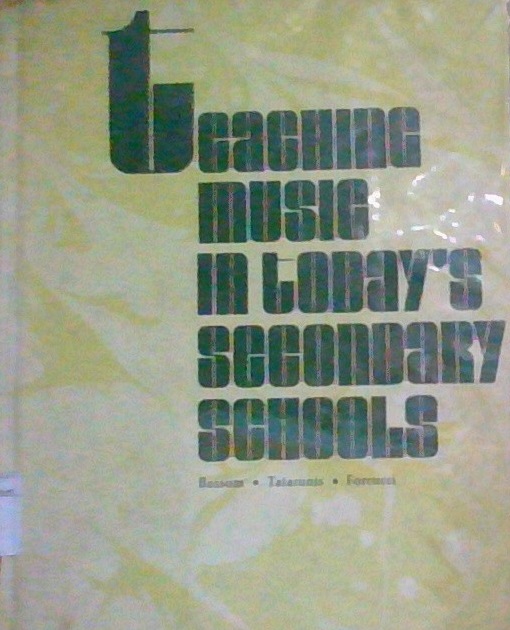 teaching
music
in today's
secondary
schools
Bessom • Tatarunis • Forcucci